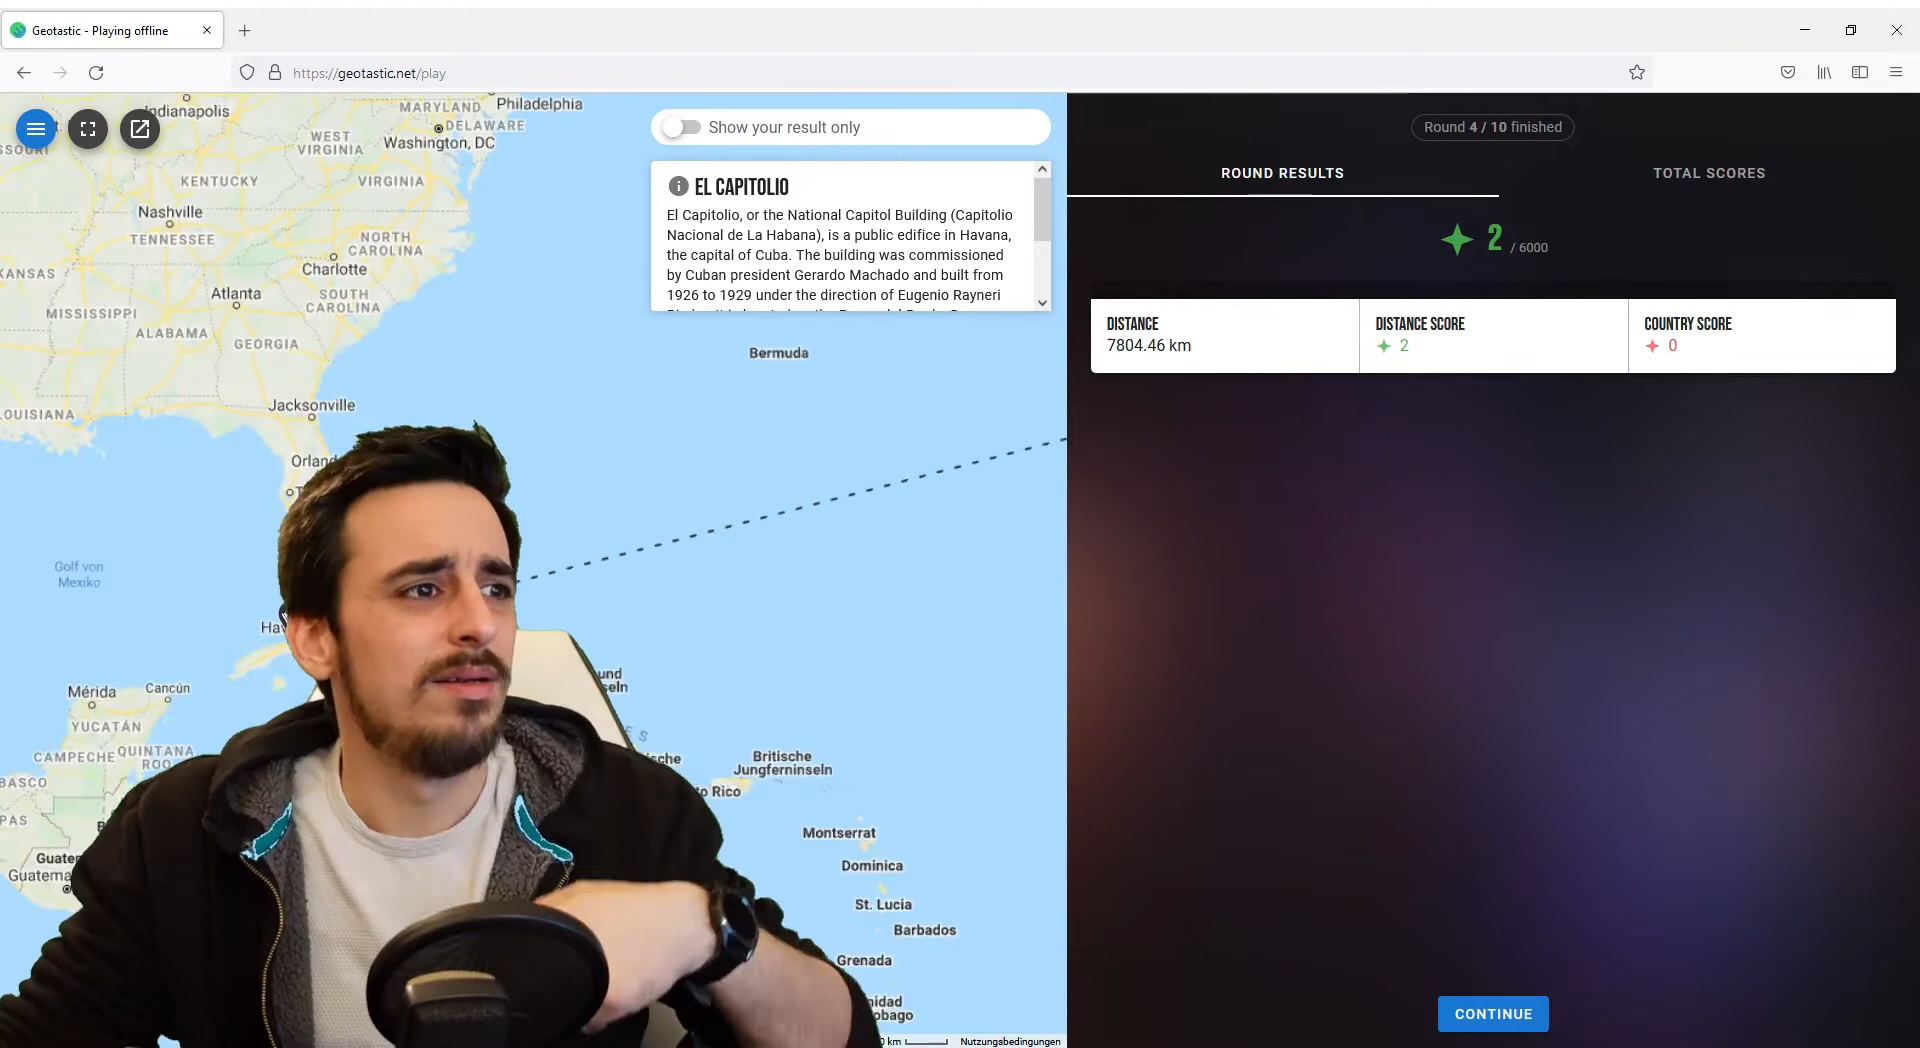 Geotastic - Playing offline
https://geotastic.net/play
Indianapolis
MARYLAND
Philadelphia
DELAWARE
WEST
VIRGINIA
Washington, DC
KENTUCKY
VIRGINIA
Nashville
TENNESSEE
NORTH
CAROLINA
KANSAS
Charlotte
Atlanta
SOUTH
CAROLINA
MISSISSIPPI
ALABAMA
GEORGIA
Jacksonville
LOUISIANA
Bermuda
Golf von
Mexiko
Mérida
Cancún
YUCATÁN
CAMPECHE
QUINTANA
ROO
Britische
Jungferninseln
to Rico
Montserrat
Dominica
St. Lucia
Barbados
Grenada
Nutzungsbedingungen
Show your result only
EL CAPITOLIO
El Capitolio, or the National Capitol Building (Capitolio
Nacional de La Habana), is a public edifice in Havana,
the capital of Cuba. The building was commissioned
by Cuban president Gerardo Machado and built from
1926 to 1929 under the direction of Eugenio Rayneri
Round 4 / 10 finished
ROUND RESULTS
TOTAL SCORES
2 / 6000
DISTANCE
7804.46 km
DISTANCE SCORE
2
COUNTRY SCORE
0
CONTINUE